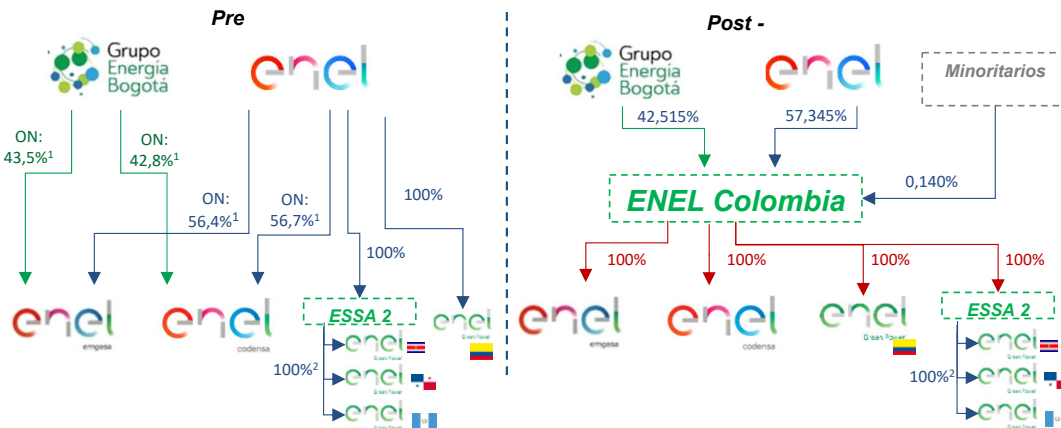 Pre
Grupo
Energía
Bogotá
enel
ON:
43,5%¹
ON:
42,8%¹
ON:
56,4%¹
ON:
56,7%¹
100%
100%
enel
emgesa
enel
codensa
ESSA 2
enel
Green Power
100%²
enel
Green Power
enel
Green Power
enel
Green Power
Post -
Grupo
Energía
Bogotá
enel
Minoritarios
42,515%
57,345%
0,140%
ENEL Colombia
100%
100%
100%
100%
enel
emgesa
enel
codensa
enel
Green Power
ESSA 2
100%²
enel
Green Power
enel
Green Power
enel
Green Power